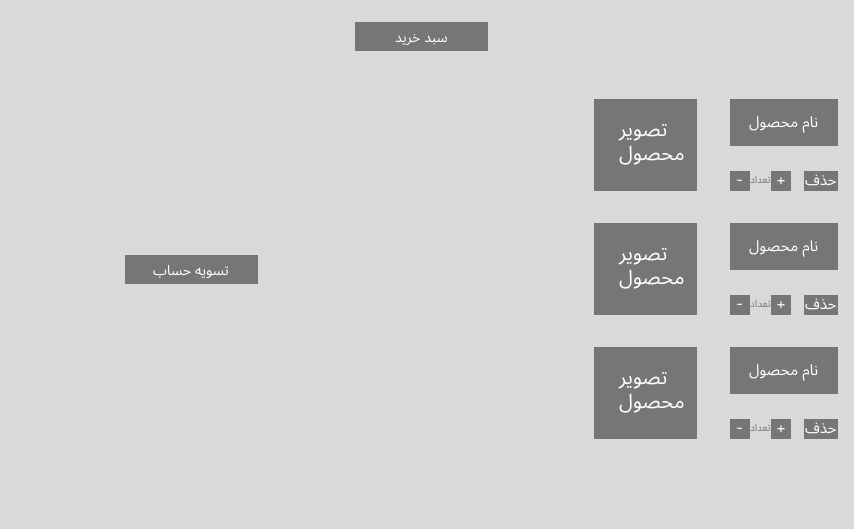 سبد خرید
نام محصول
تصویر
محصول
حذف + تعداد -
نام محصول
تصویر
محصول
تسویه حساب
حذف + تعداد -
نام محصول
تصویر
محصول
حذف + تعداد -